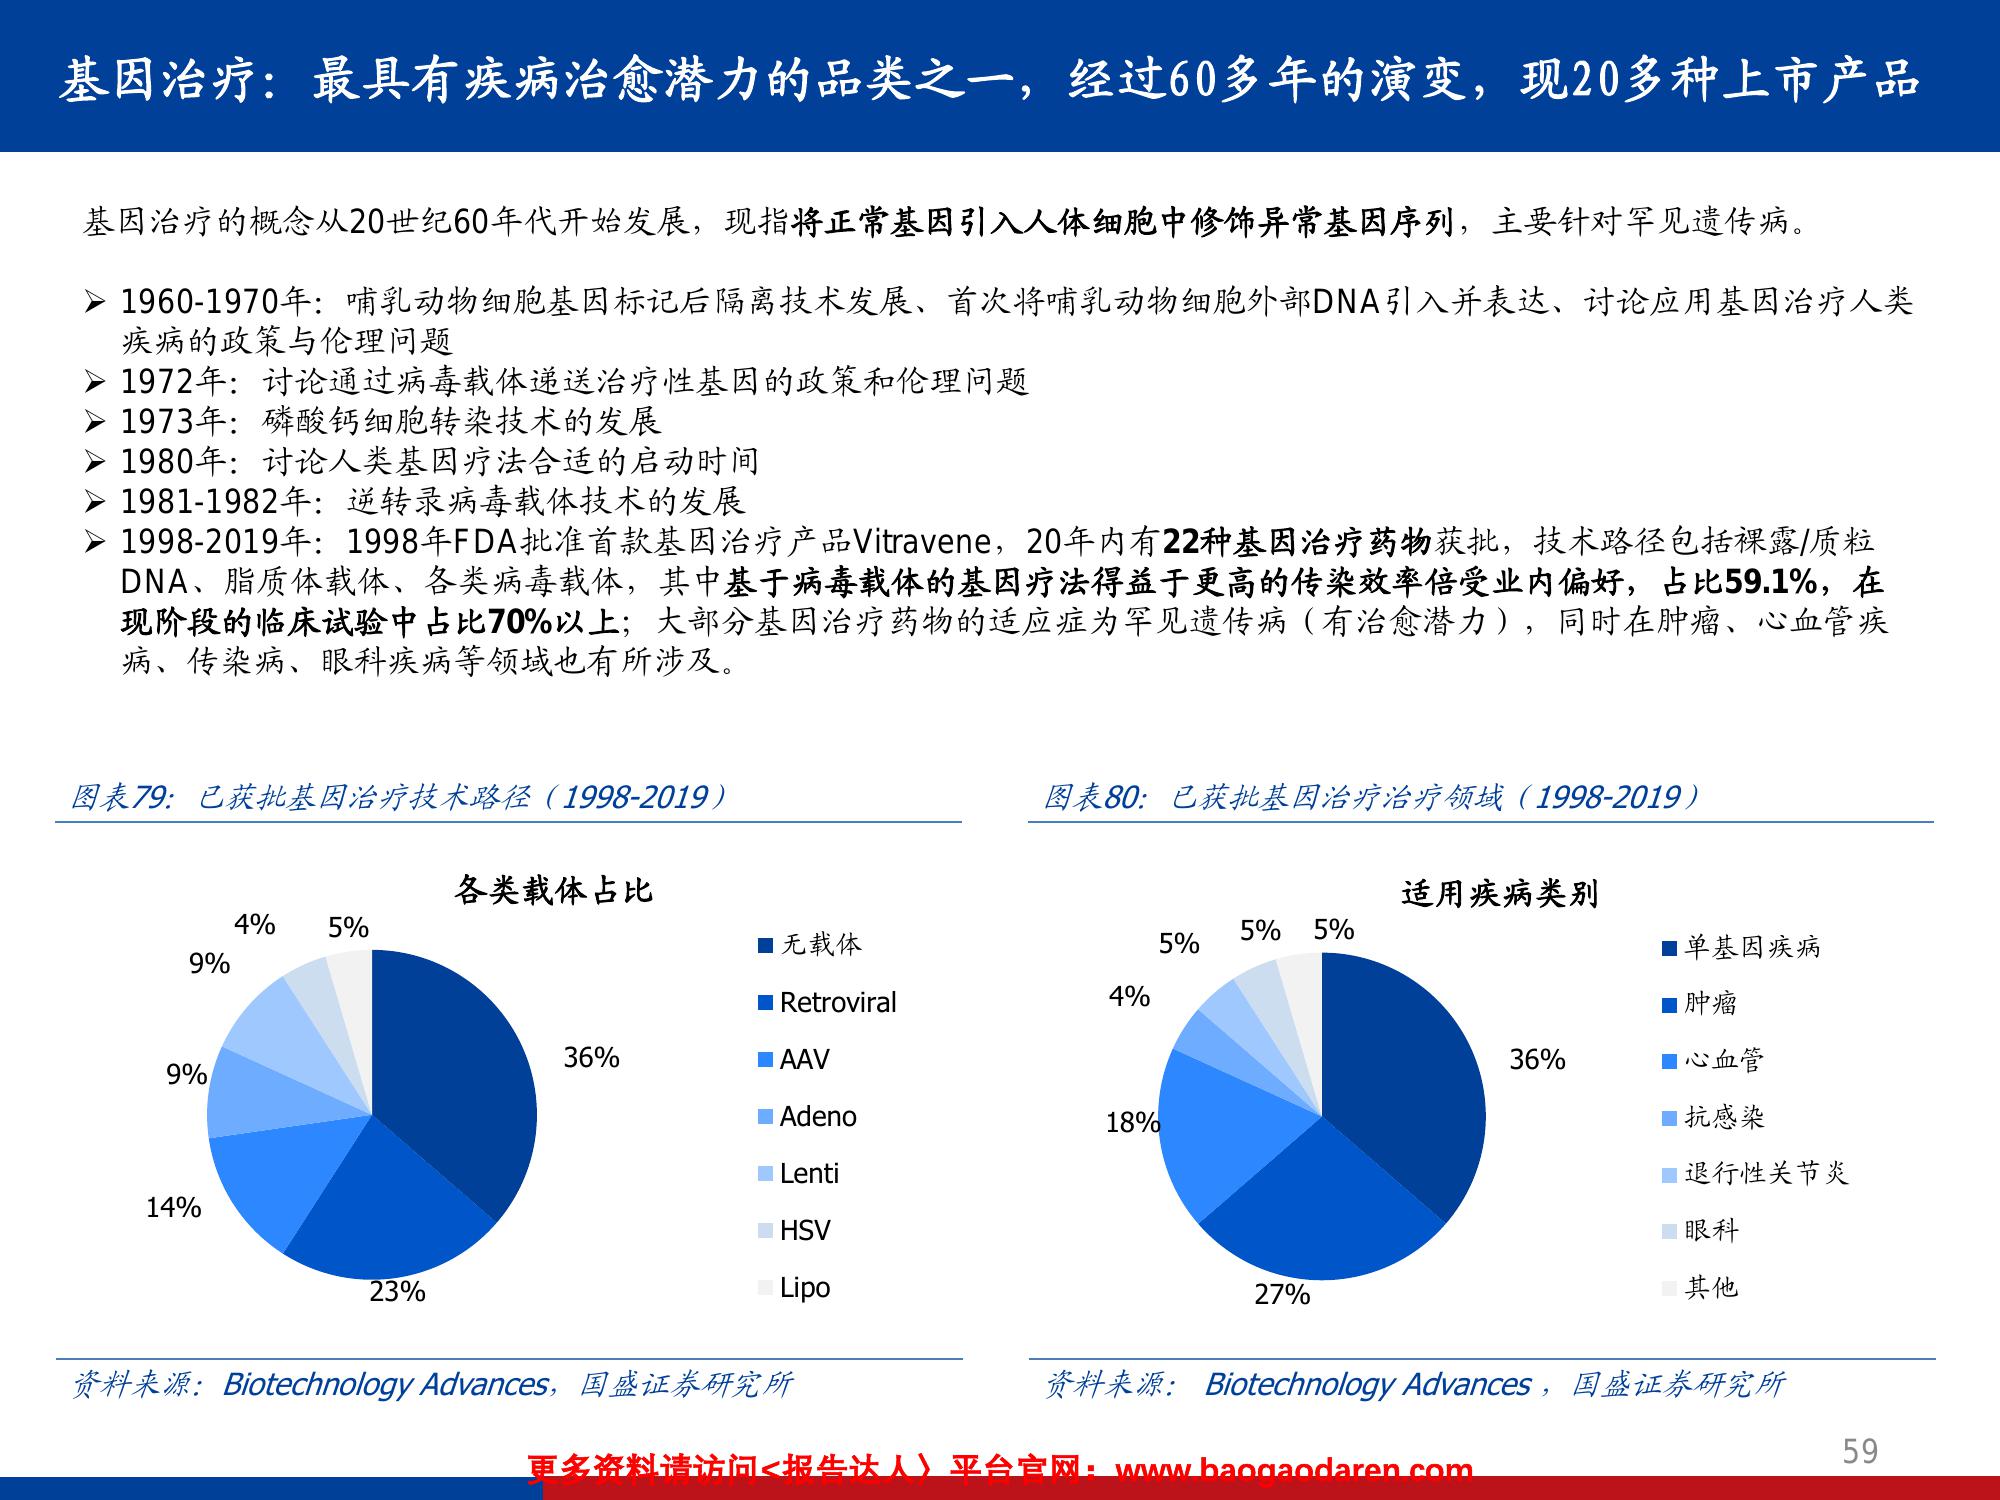 基因治疗：最具有疾病治愈潜力的品类之一，经过60多年的演变，现20多种上市产品
基因治疗的概念从20世纪60年代开始发展，现指将正常基因引入人体细胞中修饰异常基因序列，主要针对罕见遗传病。
➢ 1960-1970年：哺乳动物细胞基因标记后隔离技术发展、首次将哺乳动物细胞外部DNA引入并表达、讨论应用基因治疗人类
疾病的政策与伦理问题
➢ 1972年：讨论通过病毒载体递送治疗性基因的政策和伦理问题
➢ 1973年：磷酸钙细胞转染技术的发展
➢ 1980年：讨论人类基因疗法合适的启动时间
➢ 1981-1982年：逆转录病毒载体技术的发展
➢ 1998-2019年：1998年FDA批准首款基因治疗产品Vitravene，20年内有22种基因治疗药物获批，技术路径包括裸露/质粒
DNA、脂质体载体、各类病毒载体，其中基于病毒载体的基因疗法得益于更高的传染效率倍受业内偏好，占比59.1%，在
现阶段的临床试验中占比70%以上；大部分基因治疗药物的适应症为罕见遗传病（有治愈潜力），同时在肿瘤、心血管疾
病、传染病、眼科疾病等领域也有所涉及。
图表79：已获批基因治疗技术路径（1998-2019）
各类载体占比
36%
23%
14%
9%
9%
4%
5%
无载体
Retroviral
AAV
Adeno
Lenti
HSV
Lipo
资料来源：Biotechnology Advances，国盛证券研究所
图表80：已获批基因治疗治疗领域（1998-2019）
适用疾病类别
36%
27%
18%
4%
5%
5%
5%
单基因疾病
肿瘤
心血管
抗感染
退行性关节炎
眼科
其他
资料来源： Biotechnology Advances ，国盛证券研究所
59
更多资料请访问<报告达人〉平台官网：www.baogaodaren.com